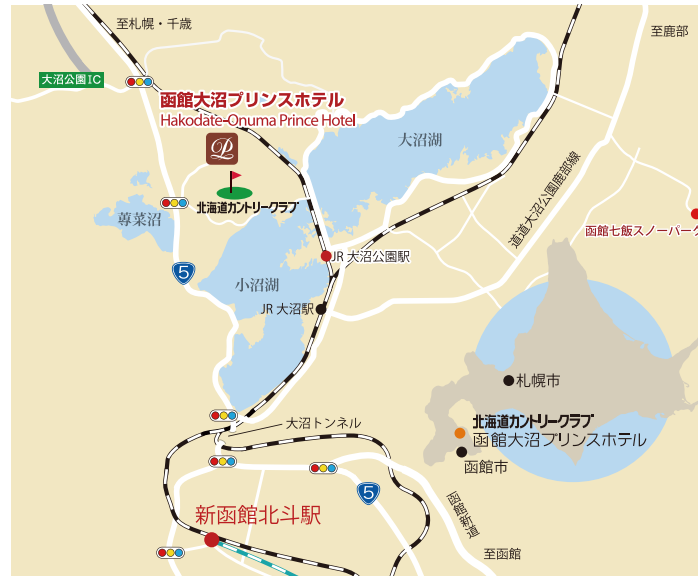 至札幌・千歳
至鹿部
大沼公園IC
函館大沼プリンスホテル
Hakodate-Onuma Prince Hotel
大沼湖
P
北海道カントリークラブ
蓴菜沼
道道大沼公園鹿部線
函館七飯スノーパーク
JR 大沼公園駅
5
小沼湖
JR 大沼駅
札幌市
北海道カントリークラブ
函館大沼プリンスホテル
函館市
大沼トンネル
5
函館新道
新函館北斗駅
至函館